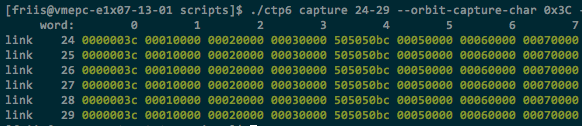 [friis@vmepc-e1x07-13-01 scripts]$ ./ctp6 capture 24-29 --orbit-capture-char 0x3C
word: 0 1 2 3 4 5 6 7
link 24 0000003c 00010000 00020000 00030000 505050bc 00050000 00060000 00070000
link 25 0000003c 00010000 00020000 00030000 505050bc 00050000 00060000 00070000
link 26 0000003c 00010000 00020000 00030000 505050bc 00050000 00060000 00070000
link 27 0000003c 00010000 00020000 00030000 505050bc 00050000 00060000 00070000
link 28 0000003c 00010000 00020000 00030000 505050bc 00050000 00060000 00070000
link 29 0000003c 00010000 00020000 00030000 505050bc 00050000 00060000 00070000